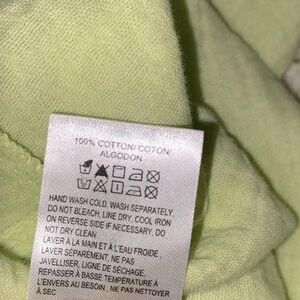 100% COTTON/ COTON/
ALGODON
HAND WASH COLD. WASH SEPARATELY.
DO NOT BLEACH. LINE DRY. COOL IRON
ON REVERSE SIDE IF NEEDED. DO
NOT DRY CLEAN
LAVER À LA MAIN ET À L'EAU FROIDE.
LAVER SÉPAREMENT, NE PAS
JAVELLISER, LIGNE DE SÉCHAGE,
REPASSER À BASSE TEMPÉRATURE À
L'ENVERS AU BESOIN . NE PAS NETTOYER
À SEC